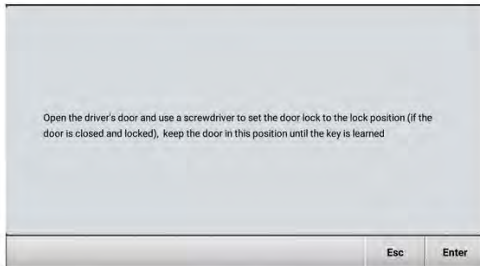 Open the driver's door and use a screwdriver to set the door lock to the lock position (if the
door is closed and locked),  keep the door in this position until the key is learned
Esc
Enter